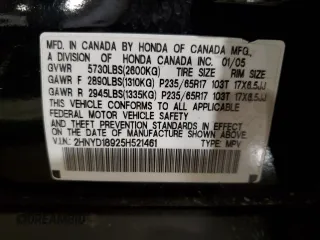 MFD. IN CANADA BY HONDA OF CANADA MFG.,
A DIV. OF HONDA CANADA INC. 01/05
GVWR 5730LBS(2600KG) TIRE SIZE RIM SIZE
GAWR F 2890LBS(1310KG) P235/65R17 103T 17X6.5JJ
GAWR R 2945LBS(1335KG) P235/65R17 103T 17X6.5JJ
THIS VEHICLE CONFORMS TO ALL APPLICABLE
FEDERAL MOTOR VEHICLE SAFETY AND
THEFT PREVENTION STANDARDS IN EFFECT ON
THE DATE OF MANUFACTURE SHOWN ABOVE.
V.I.N.: 2HNYD18925H521461 TYPE: MPV